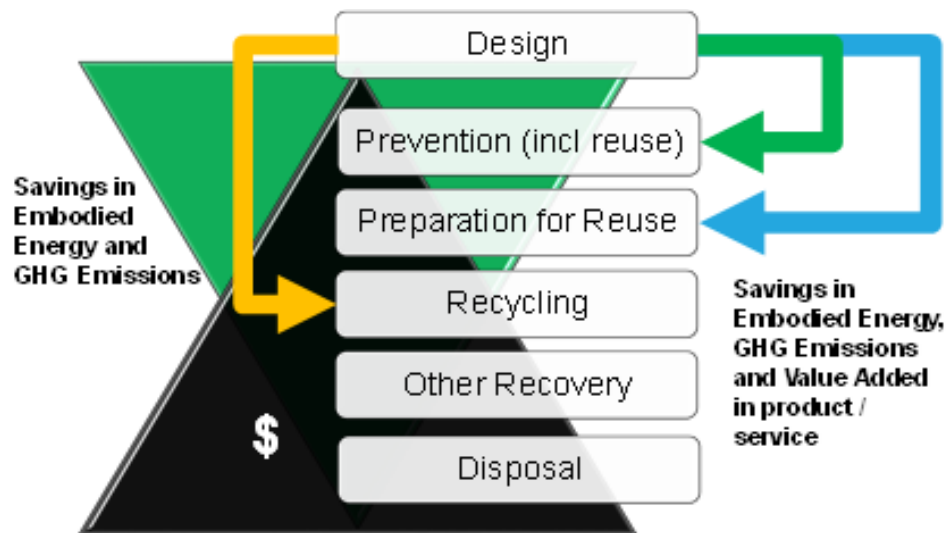 Design
Prevention (incl reuse)
Savings in
Embodied
Energy and
GHG Emissions
Preparation for Reuse
Recycling
Savings in
Embodied Energy,
GHG Emissions
and Value Added
in product /
service
Other Recovery
$
Disposal